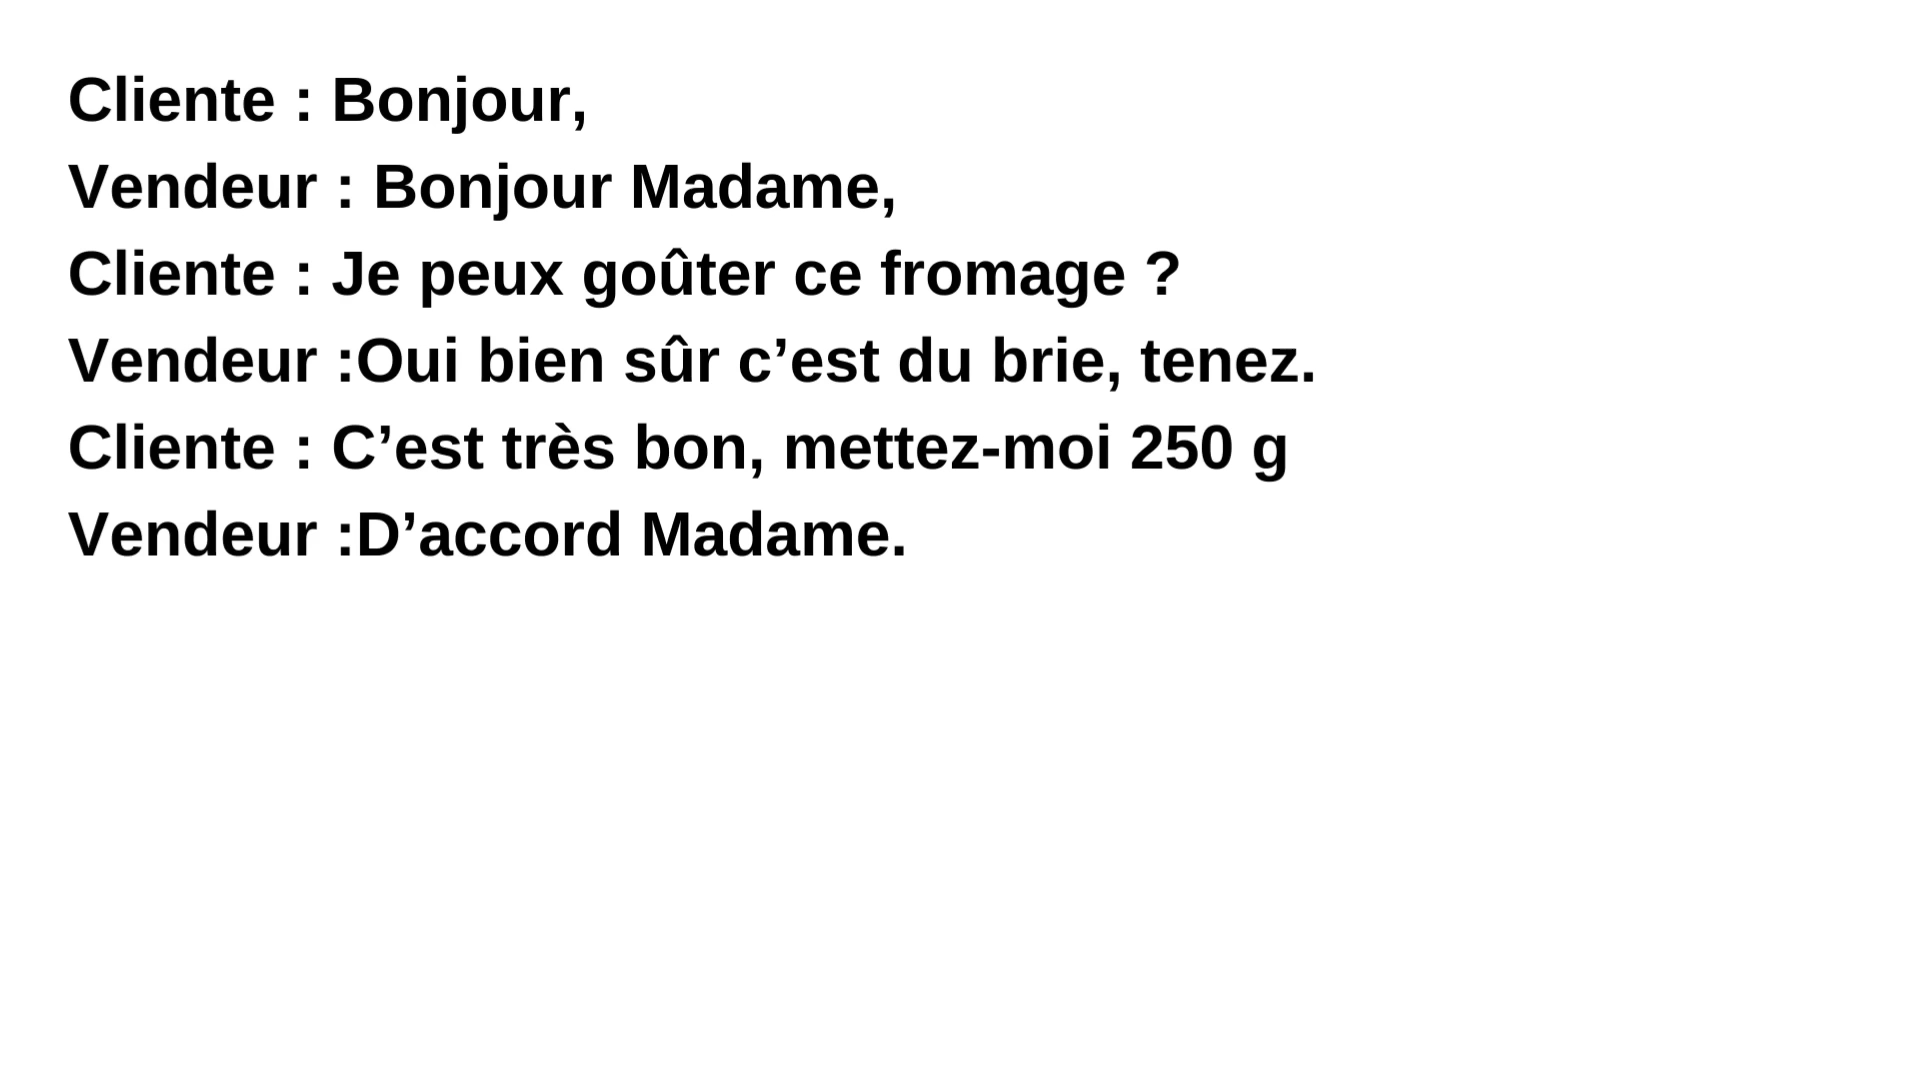 Cliente : Bonjour,
Vendeur : Bonjour Madame,
Cliente : Je peux goûter ce fromage ?
Vendeur :Oui bien sûr c’est du brie, tenez.
Cliente : C’est très bon, mettez-moi 250 g
Vendeur :D’accord Madame.